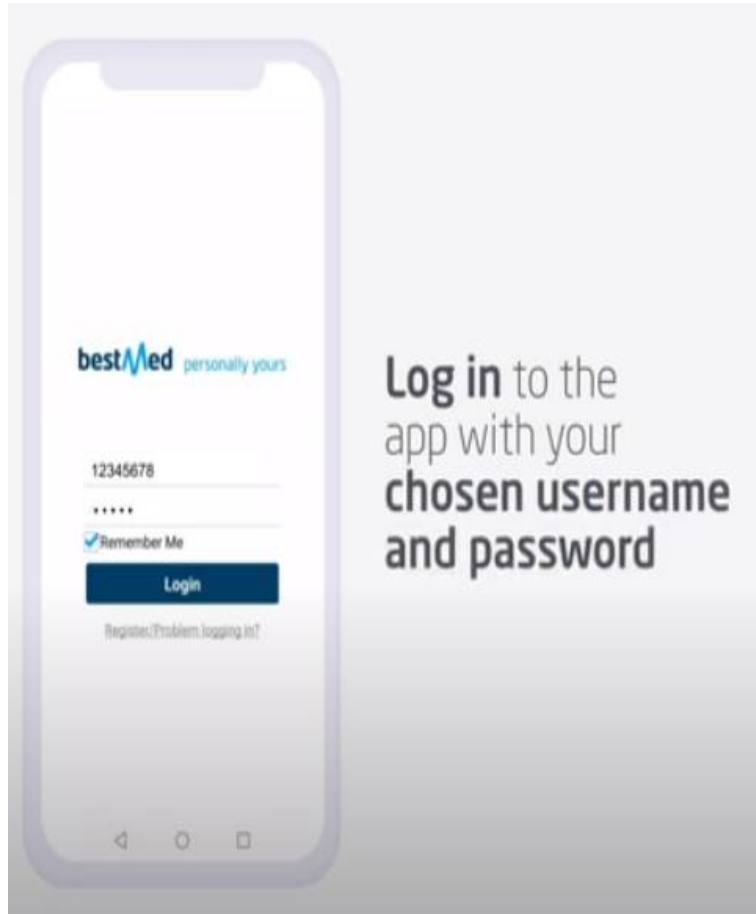 bestMed personally yours
12345678
•••••
Remember Me
Login
Register/Problem logging in?
Log in to the
app with your
chosen username
and password